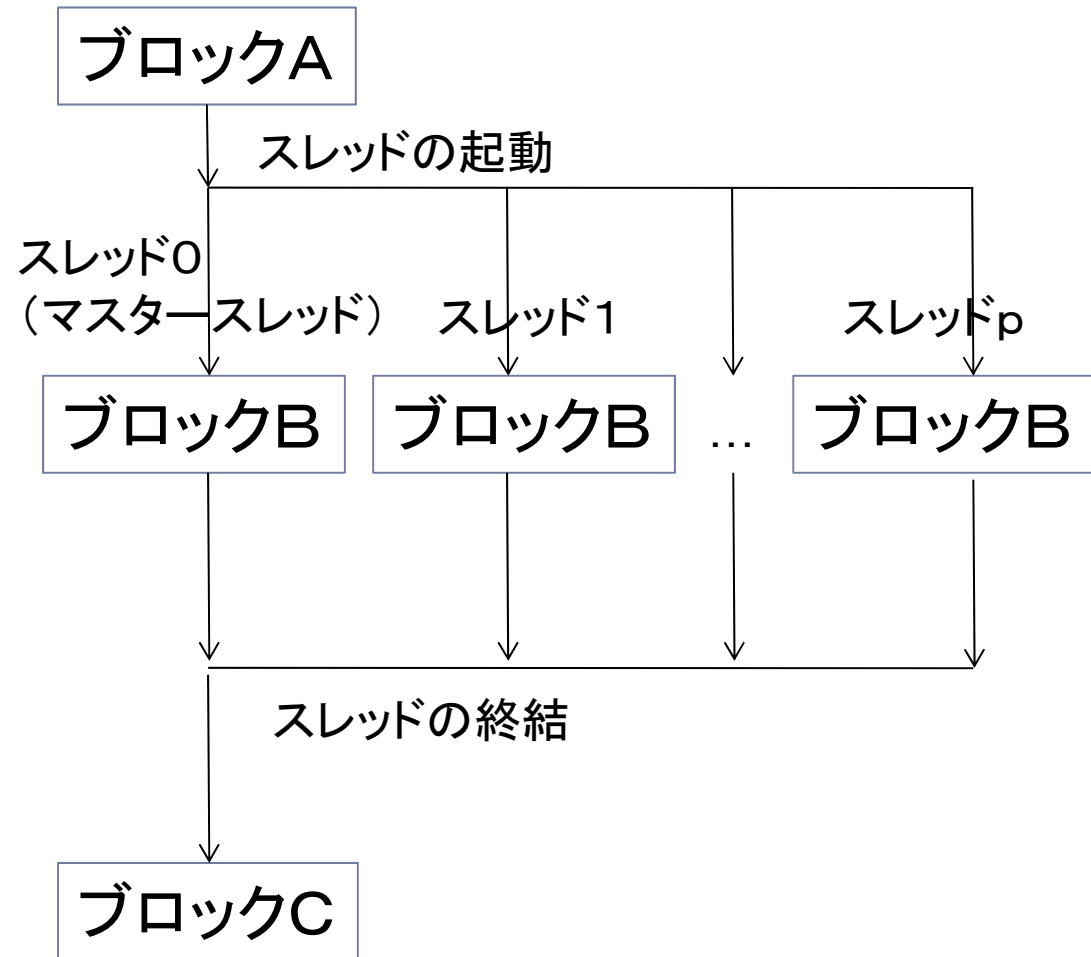 ブロックA
スレッドの起動
スレッド0
（マスタースレッド）
スレッド1
スレッドp
ブロックB
ブロックB
…
ブロックB
スレッドの終結
ブロックC